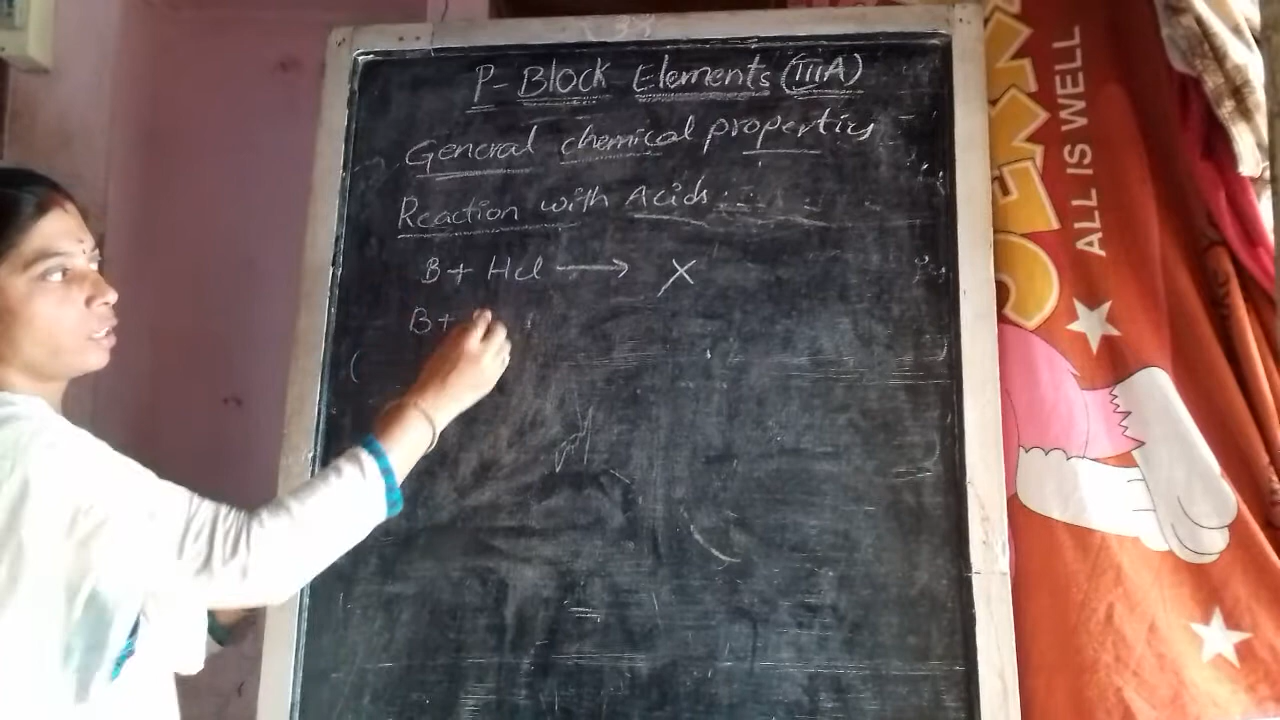 P-Block Elements (IIIA)
General chemical properties
Reaction with Acids
B + Hcl → X
B +
ALL IS WELL